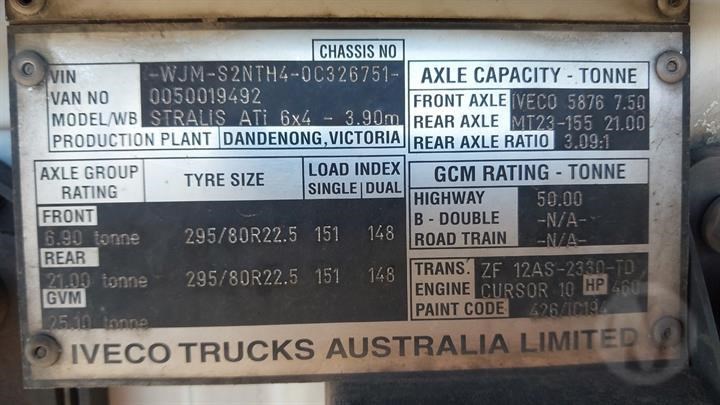 CHASSIS NO
VIN -WJM-S2NTH4-0C326751-
VAN NO 0050019492
MODEL/WB STRALIS ATi 6x4 - 3.90m
PRODUCTION PLANT DANDENONG, VICTORIA
AXLE CAPACITY - TONNE
FRONT AXLE IVECO 5876 7.50
REAR AXLE MT23-155 21.00
REAR AXLE RATIO 3.09:1
AXLE GROUP RATING TYRE SIZE LOAD INDEX
SINGLE DUAL
FRONT
6.90 tonne 295/80R22.5 151 148
REAR
21.00 tonne 295/80R22.5 151 148
GVM
25.10 tonne
GCM RATING - TONNE
HIGHWAY 50.00
B - DOUBLE -N/A-
ROAD TRAIN -N/A-
TRANS. ZF 12AS-2330-TD
ENGINE CURSOR 10 HP 460
PAINT CODE 426/IC194
IVECO TRUCKS AUSTRALIA LIMITED